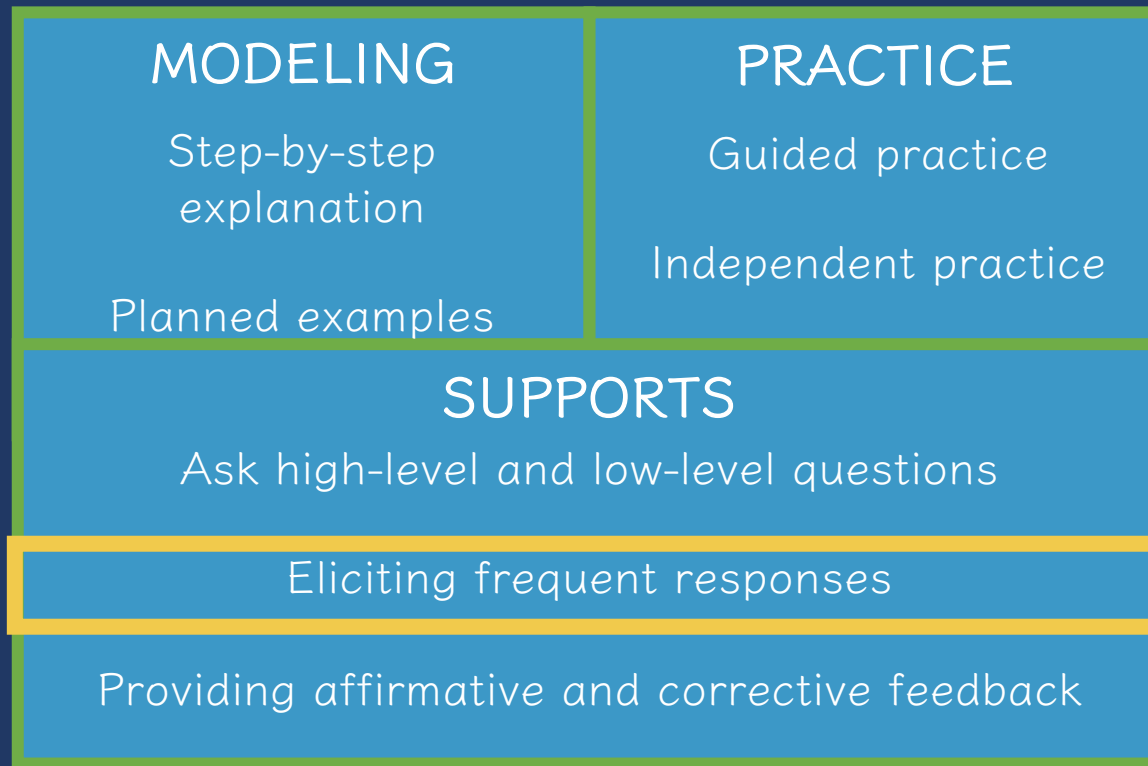 MODELING
Step-by-step
explanation
Planned examples
PRACTICE
Guided practice
Independent practice
SUPPORTS
Ask high-level and low-level questions
Eliciting frequent responses
Providing affirmative and corrective feedback